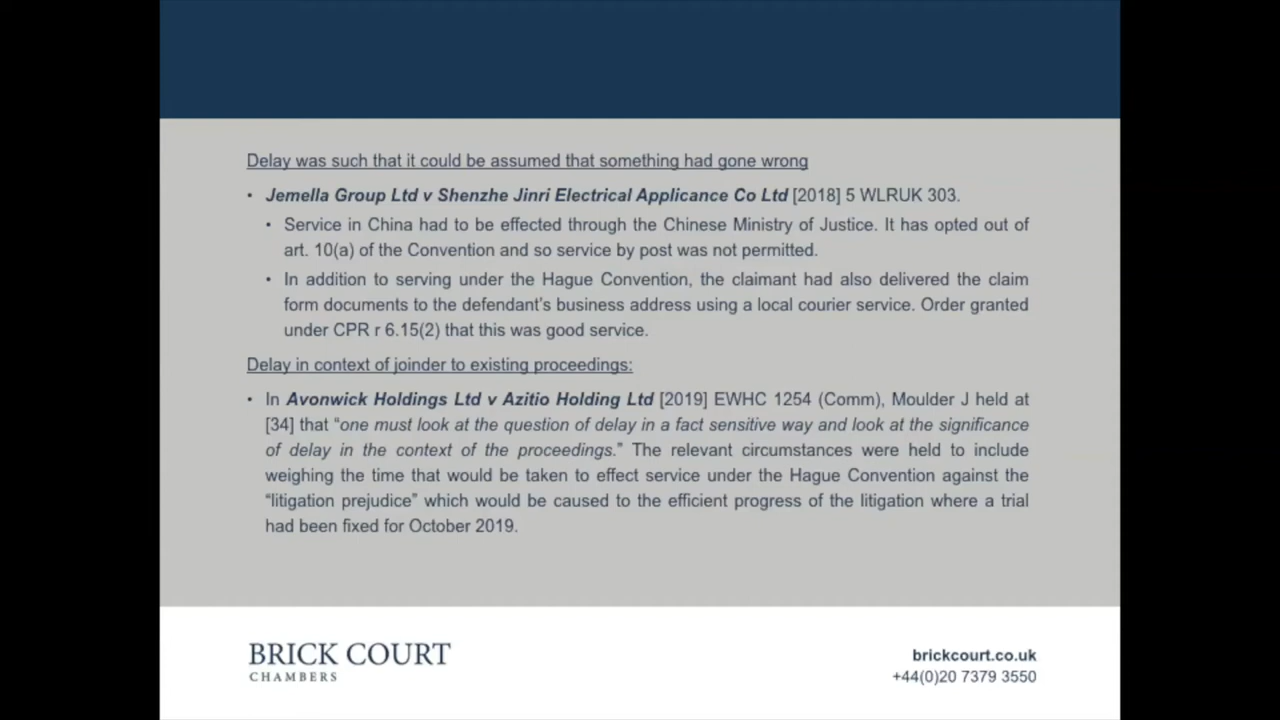 Delay was such that it could be assumed that something had gone wrong
• Jemella Group Ltd v Shenzhe Jinri Electrical Applicance Co Ltd [2018] 5 WLRUK 303.
• Service in China had to be effected through the Chinese Ministry of Justice. It has opted out of
art. 10(a) of the Convention and so service by post was not permitted.
• In addition to serving under the Hague Convention, the claimant had also delivered the claim
form documents to the defendant's business address using a local courier service. Order granted
under CPR r 6.15(2) that this was good service.
Delay in context of joinder to existing proceedings:
• In Avonwick Holdings Ltd v Azitio Holding Ltd [2019] EWHC 1254 (Comm), Moulder J held at
[34] that “one must look at the question of delay in a fact sensitive way and look at the significance
of delay in the context of the proceedings.” The relevant circumstances were held to include
weighing the time that would be taken to effect service under the Hague Convention against the
“litigation prejudice” which would be caused to the efficient progress of the litigation where a trial
had been fixed for October 2019.
BRICK COURT
CHAMBERS
brickcourt.co.uk
+44(0)20 7379 3550